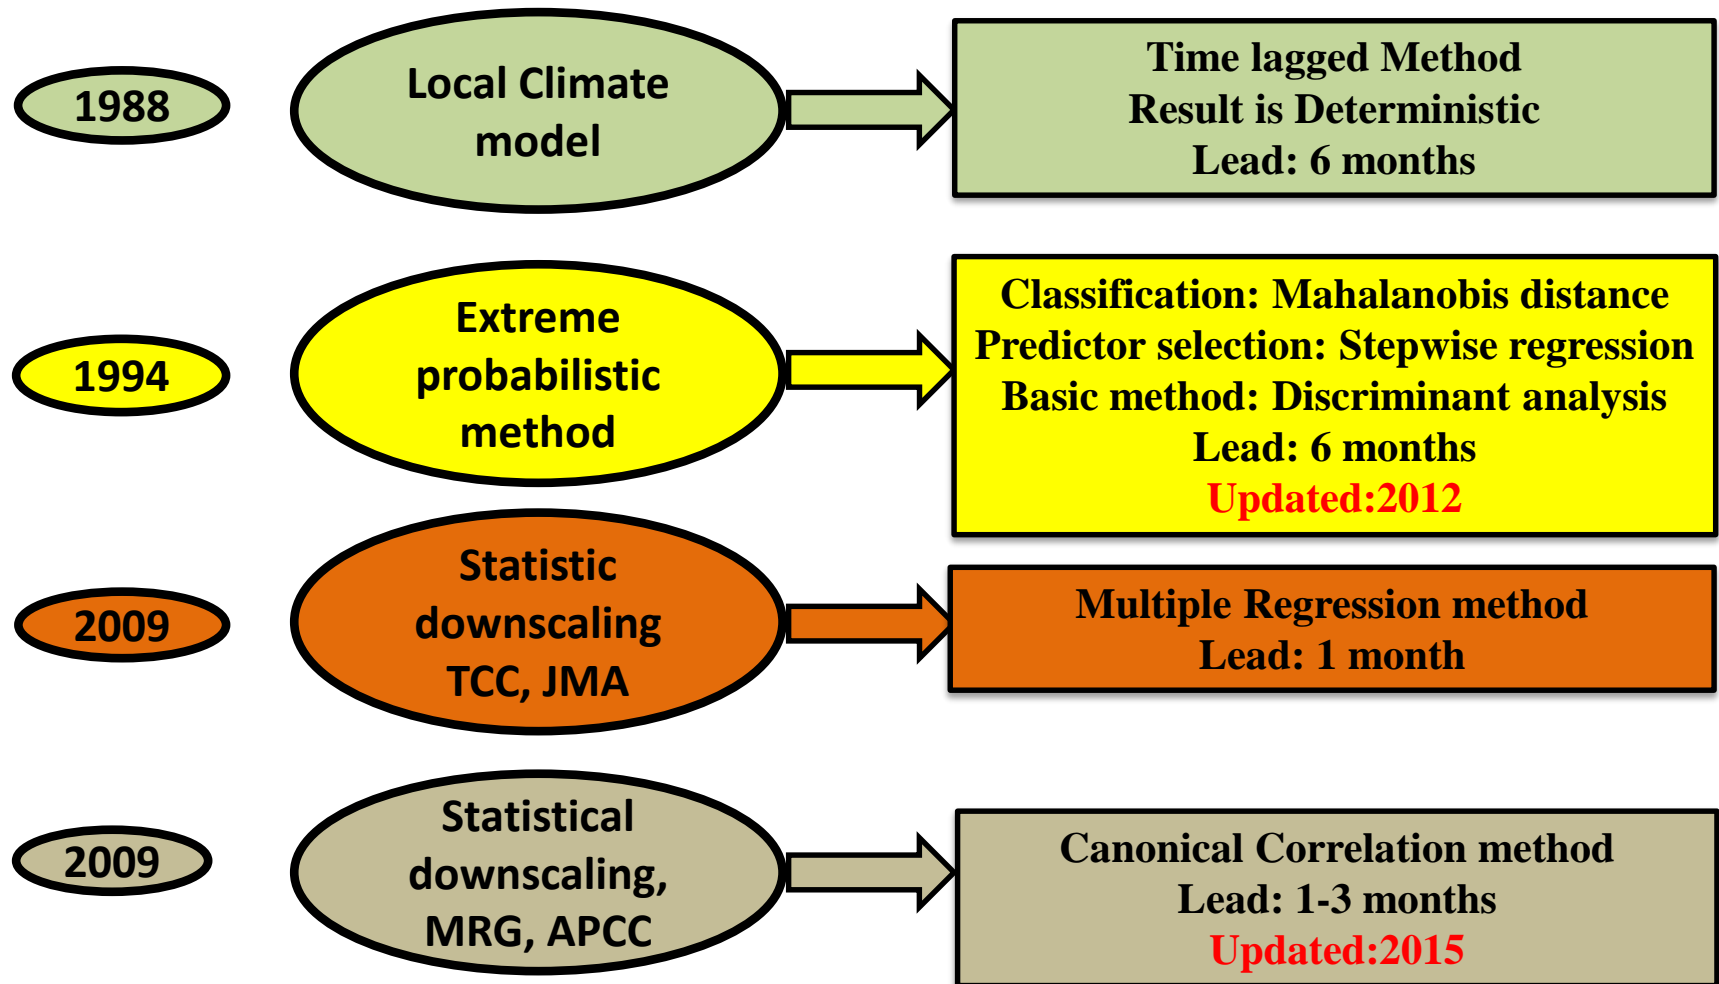 1988
Local Climate
model
Time lagged Method
Result is Deterministic
Lead: 6 months
1994
Extreme
probabilistic
method
Classification: Mahalanobis distance
Predictor selection: Stepwise regression
Basic method: Discriminant analysis
Lead: 6 months
Updated:2012
2009
Statistic
downscaling
TCC, JMA
Multiple Regression method
Lead: 1 month
2009
Statistical
downscaling,
MRG, APCC
Canonical Correlation method
Lead: 1-3 months
Updated:2015